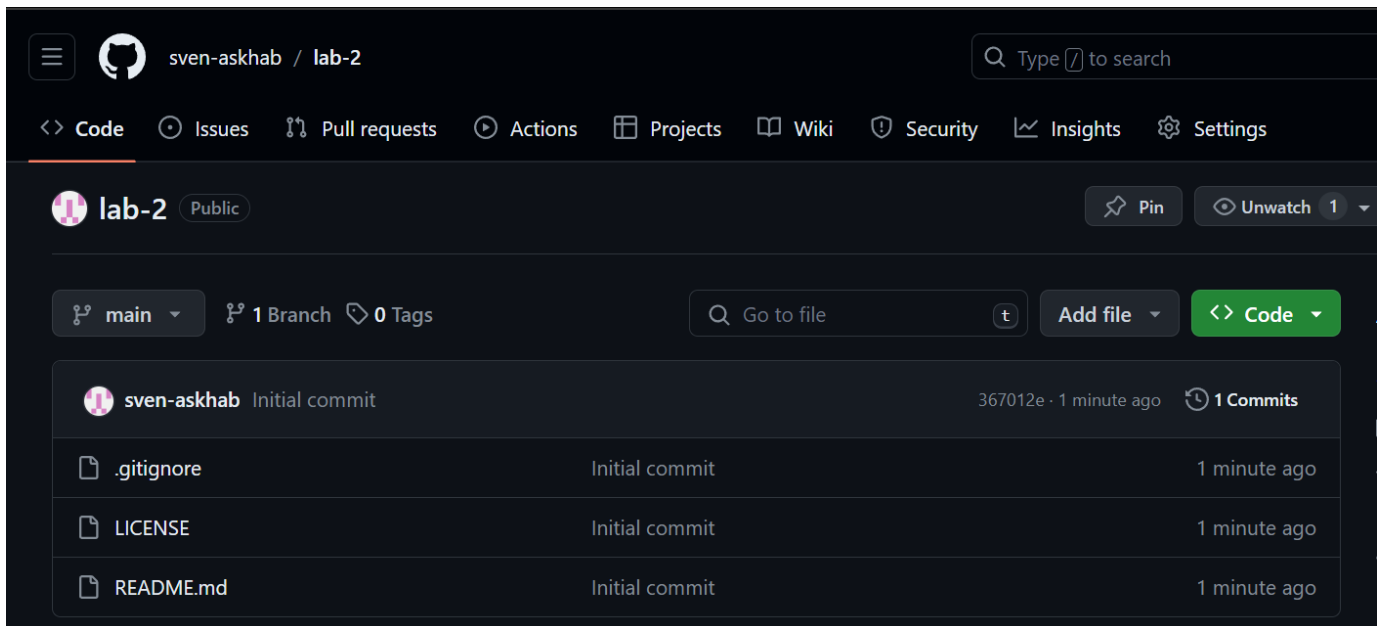 sven-askhab / lab-2
Type / to search
Code Issues Pull requests Actions Projects Wiki Security Insights Settings
lab-2 Public Pin Unwatch 1
main 1 Branch 0 Tags Go to file t Add file Code
sven-askhab Initial commit 367012e · 1 minute ago 1 Commits
.gitignore Initial commit 1 minute ago
LICENSE Initial commit 1 minute ago
README.md Initial commit 1 minute ago